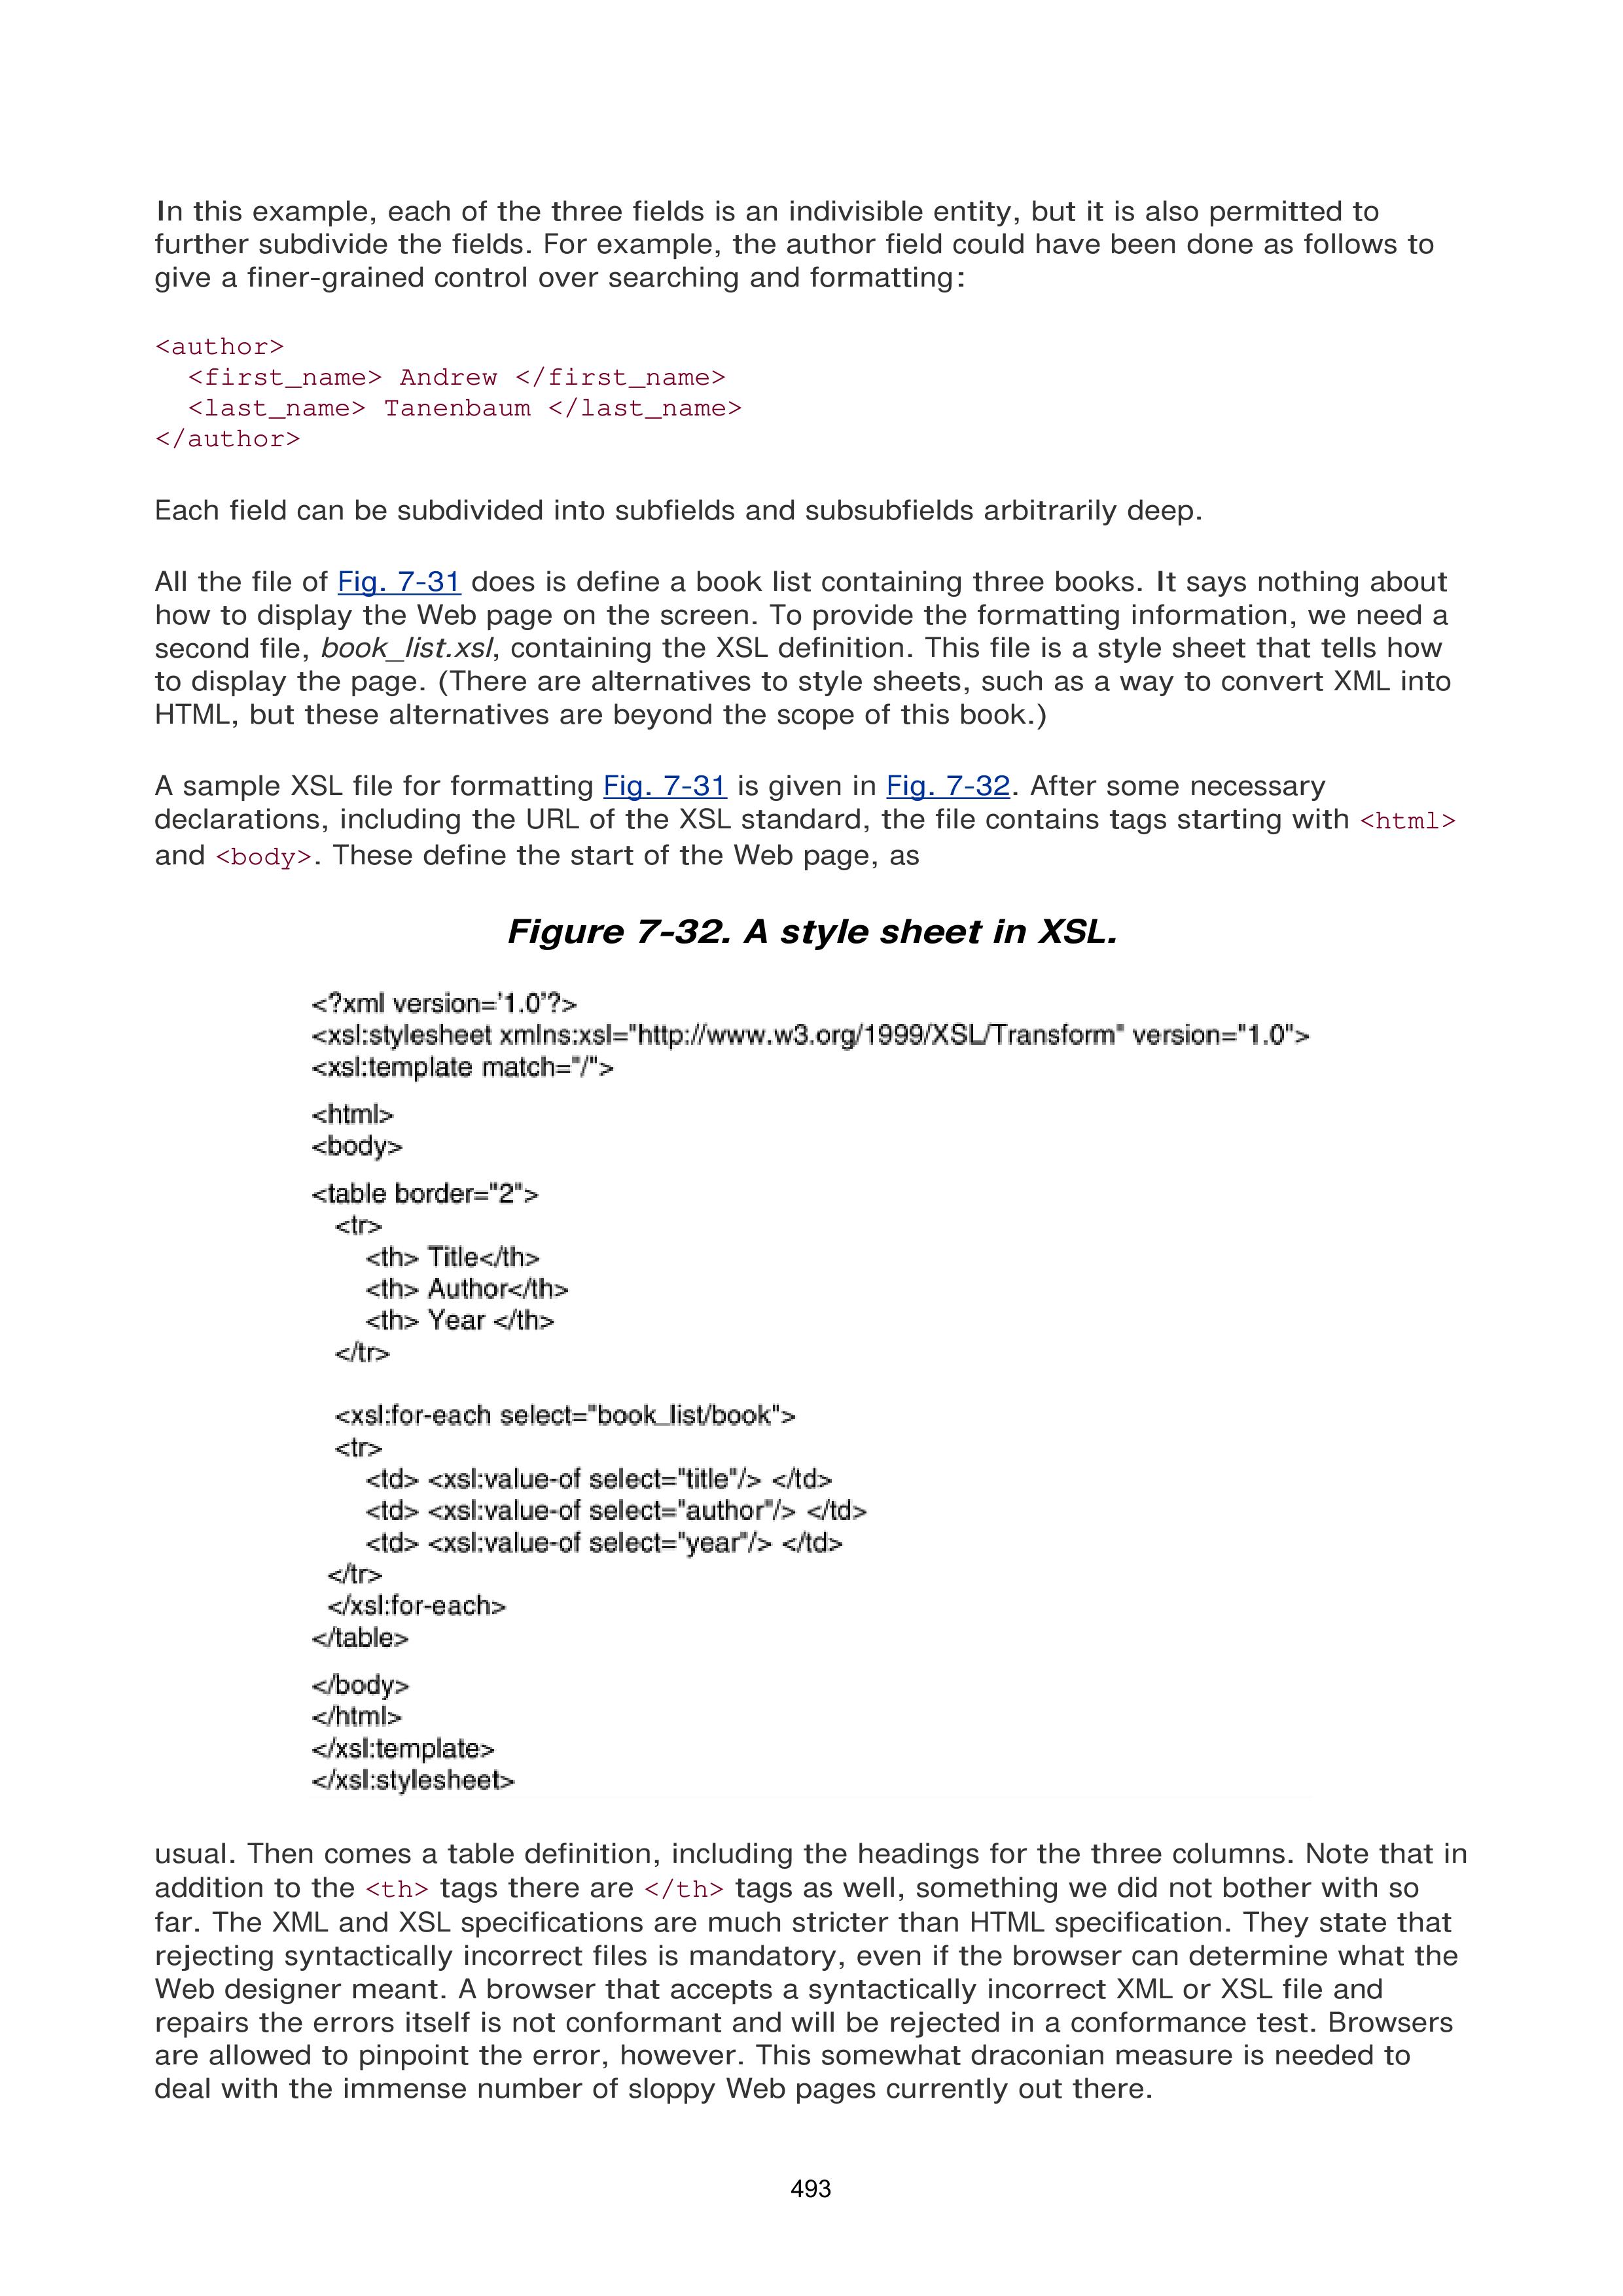 In this example, each of the three fields is an indivisible entity, but it is also permitted to
further subdivide the fields. For example, the author field could have been done as follows to
give a finer-grained control over searching and formatting:
<author>
  <first_name> Andrew </first_name>
  <last_name> Tanenbaum </last_name>
</author>
Each field can be subdivided into subfields and subsubfields arbitrarily deep.
All the file of Fig. 7-31 does is define a book list containing three books. It says nothing about
how to display the Web page on the screen. To provide the formatting information, we need a
second file, book_list.xsl, containing the XSL definition. This file is a style sheet that tells how
to display the page. (There are alternatives to style sheets, such as a way to convert XML into
HTML, but these alternatives are beyond the scope of this book.)
A sample XSL file for formatting Fig. 7-31 is given in Fig. 7-32. After some necessary
declarations, including the URL of the XSL standard, the file contains tags starting with <html>
and <body>. These define the start of the Web page, as
Figure 7-32. A style sheet in XSL.
<?xml version='1.0'?>
<xsl:stylesheet xmlns:xsl="http://www.w3.org/1999/XSL/Transform" version="1.0">
<xsl:template match="/">
<html>
<body>
<table border="2">
  <tr>
    <th> Title</th>
    <th> Author</th>
    <th> Year </th>
  </tr>
  <xsl:for-each select="book_list/book">
  <tr>
    <td> <xsl:value-of select="title"/> </td>
    <td> <xsl:value-of select="author"/> </td>
    <td> <xsl:value-of select="year"/> </td>
  </tr>
  </xsl:for-each>
</table>
</body>
</html>
</xsl:template>
</xsl:stylesheet>
usual. Then comes a table definition, including the headings for the three columns. Note that in
addition to the <th> tags there are </th> tags as well, something we did not bother with so
far. The XML and XSL specifications are much stricter than HTML specification. They state that
rejecting syntactically incorrect files is mandatory, even if the browser can determine what the
Web designer meant. A browser that accepts a syntactically incorrect XML or XSL file and
repairs the errors itself is not conformant and will be rejected in a conformance test. Browsers
are allowed to pinpoint the error, however. This somewhat draconian measure is needed to
deal with the immense number of sloppy Web pages currently out there.
493